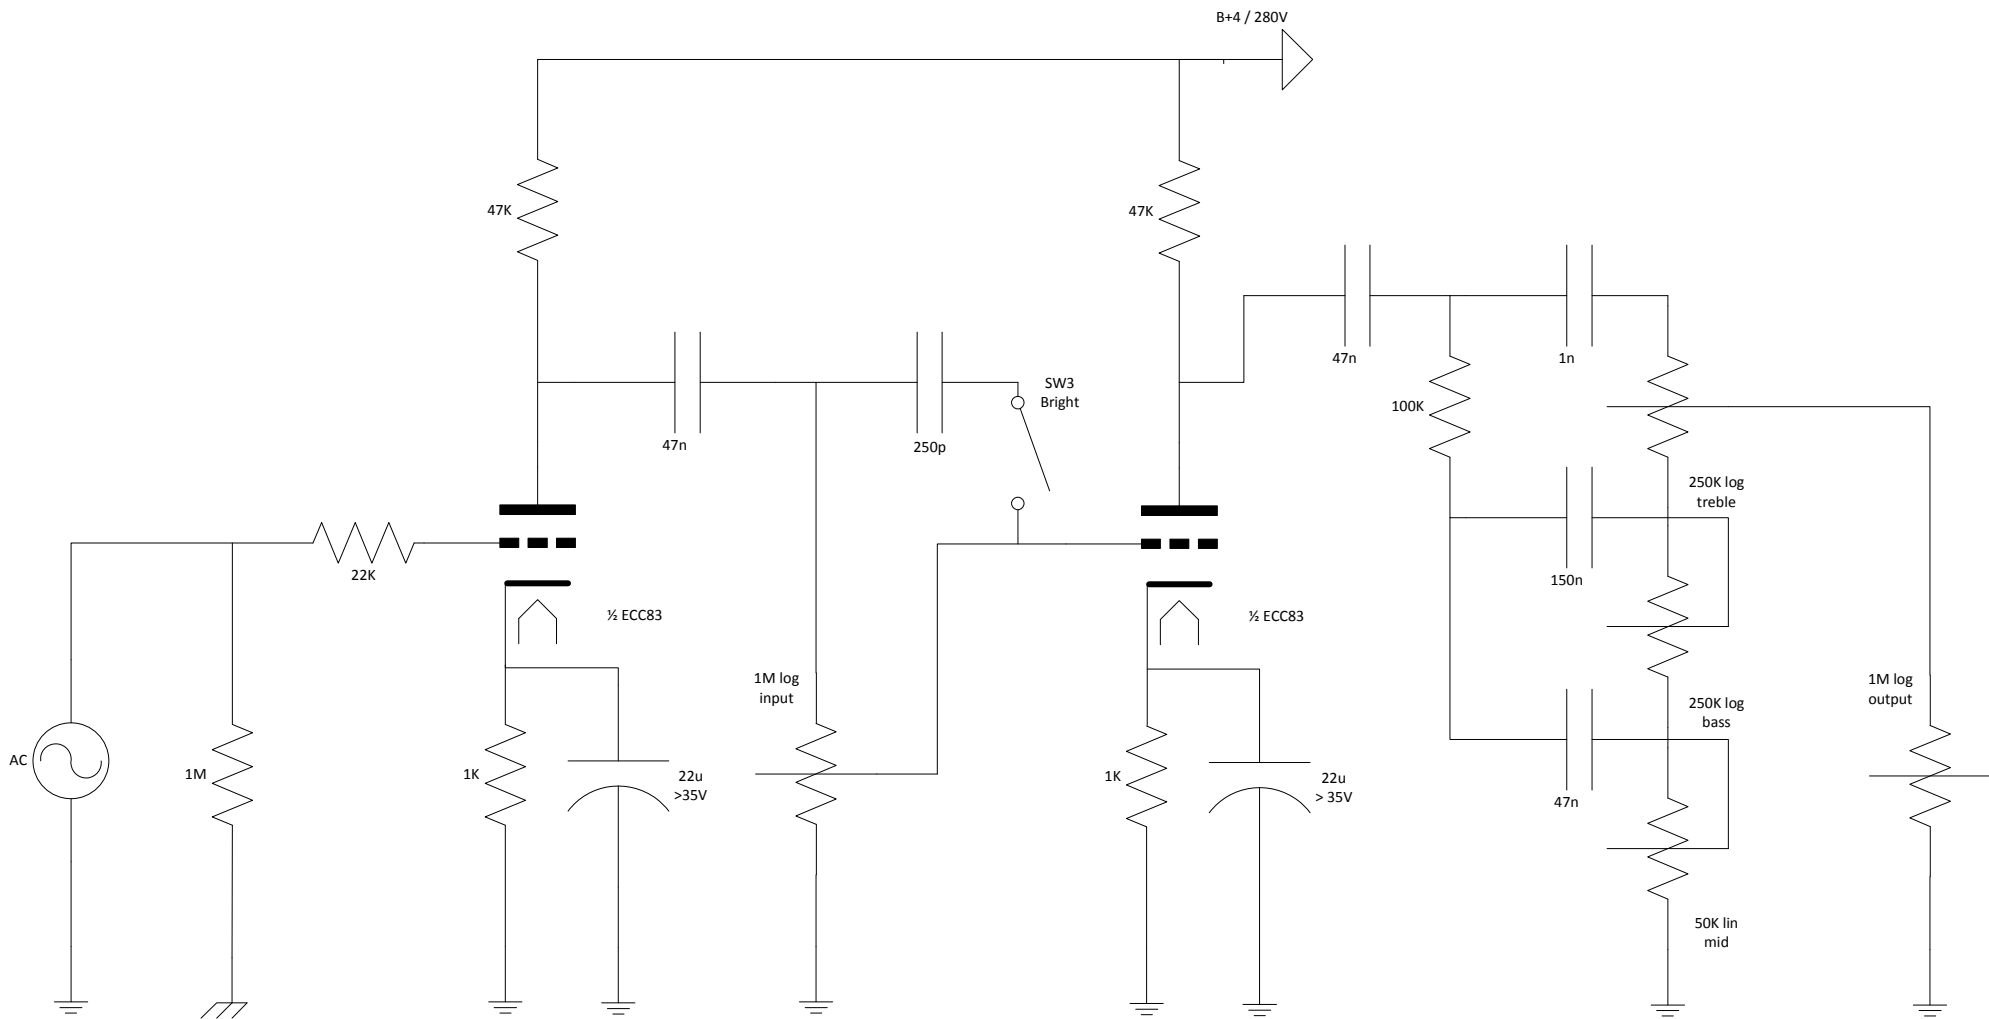 B+4 / 280V
47K
47K
47n
1n
SW3
Bright
100K
47n
250p
250K log
treble
22K
150n
½ ECC83
½ ECC83
1M log
input
1M log
output
250K log
bass
AC
1M
1K
22u
>35V
1K
22u
> 35V
47n
50K lin
mid